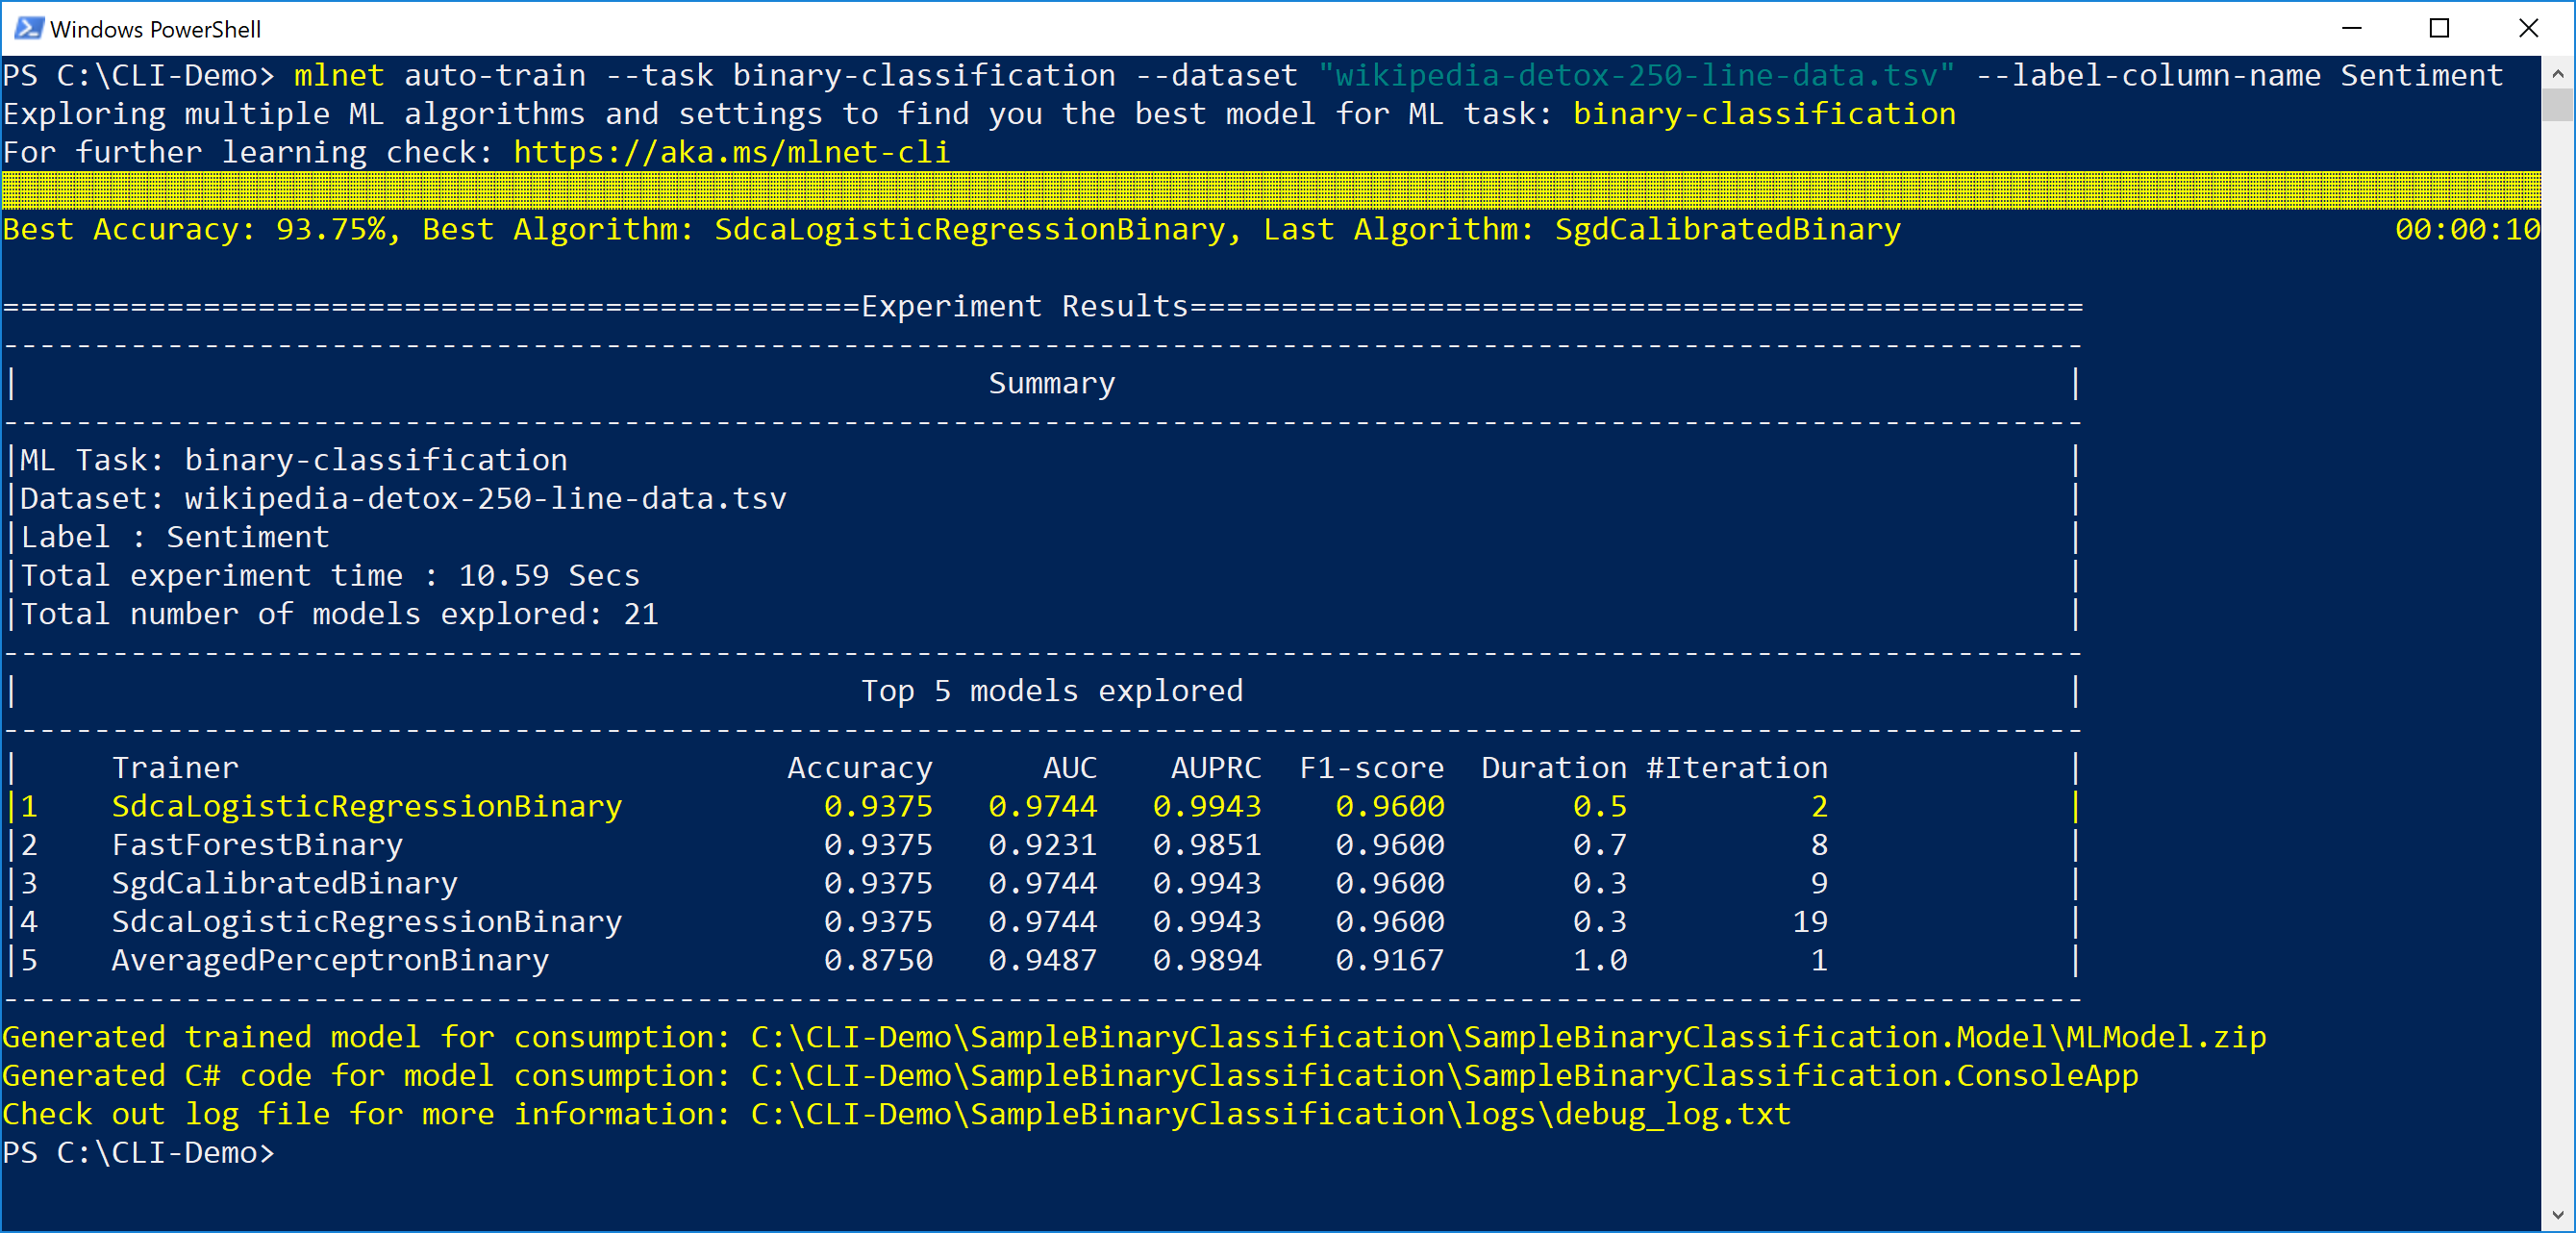 Windows PowerShell
PS C:\CLI-Demo> mlnet auto-train --task binary-classification --dataset "wikipedia-detox-250-line-data.tsv" --label-column-name Sentiment
Exploring multiple ML algorithms and settings to find you the best model for ML task: binary-classification
For further learning check: https://aka.ms/mlnet-cli
Best Accuracy: 93.75%, Best Algorithm: SdcaLogisticRegressionBinary, Last Algorithm: SgdCalibratedBinary 00:00:10
===============================================Experiment Results=================================================
------------------------------------------------------------------------------------------------------------------
| Summary |
------------------------------------------------------------------------------------------------------------------
|ML Task: binary-classification |
|Dataset: wikipedia-detox-250-line-data.tsv |
|Label : Sentiment |
|Total experiment time : 10.59 Secs |
|Total number of models explored: 21 |
------------------------------------------------------------------------------------------------------------------
| Top 5 models explored |
------------------------------------------------------------------------------------------------------------------
| Trainer Accuracy AUC AUPRC F1-score Duration #Iteration |
|1 SdcaLogisticRegressionBinary 0.9375 0.9744 0.9943 0.9600 0.5 2 |
|2 FastForestBinary 0.9375 0.9231 0.9851 0.9600 0.7 8 |
|3 SgdCalibratedBinary 0.9375 0.9744 0.9943 0.9600 0.3 9 |
|4 SdcaLogisticRegressionBinary 0.9375 0.9744 0.9943 0.9600 0.3 19 |
|5 AveragedPerceptronBinary 0.8750 0.9487 0.9894 0.9167 1.0 1 |
------------------------------------------------------------------------------------------------------------------
Generated trained model for consumption: C:\CLI-Demo\SampleBinaryClassification\SampleBinaryClassification.Model\MLModel.zip
Generated C# code for model consumption: C:\CLI-Demo\SampleBinaryClassification\SampleBinaryClassification.ConsoleApp
Check out log file for more information: C:\CLI-Demo\SampleBinaryClassification\logs\debug_log.txt
PS C:\CLI-Demo>